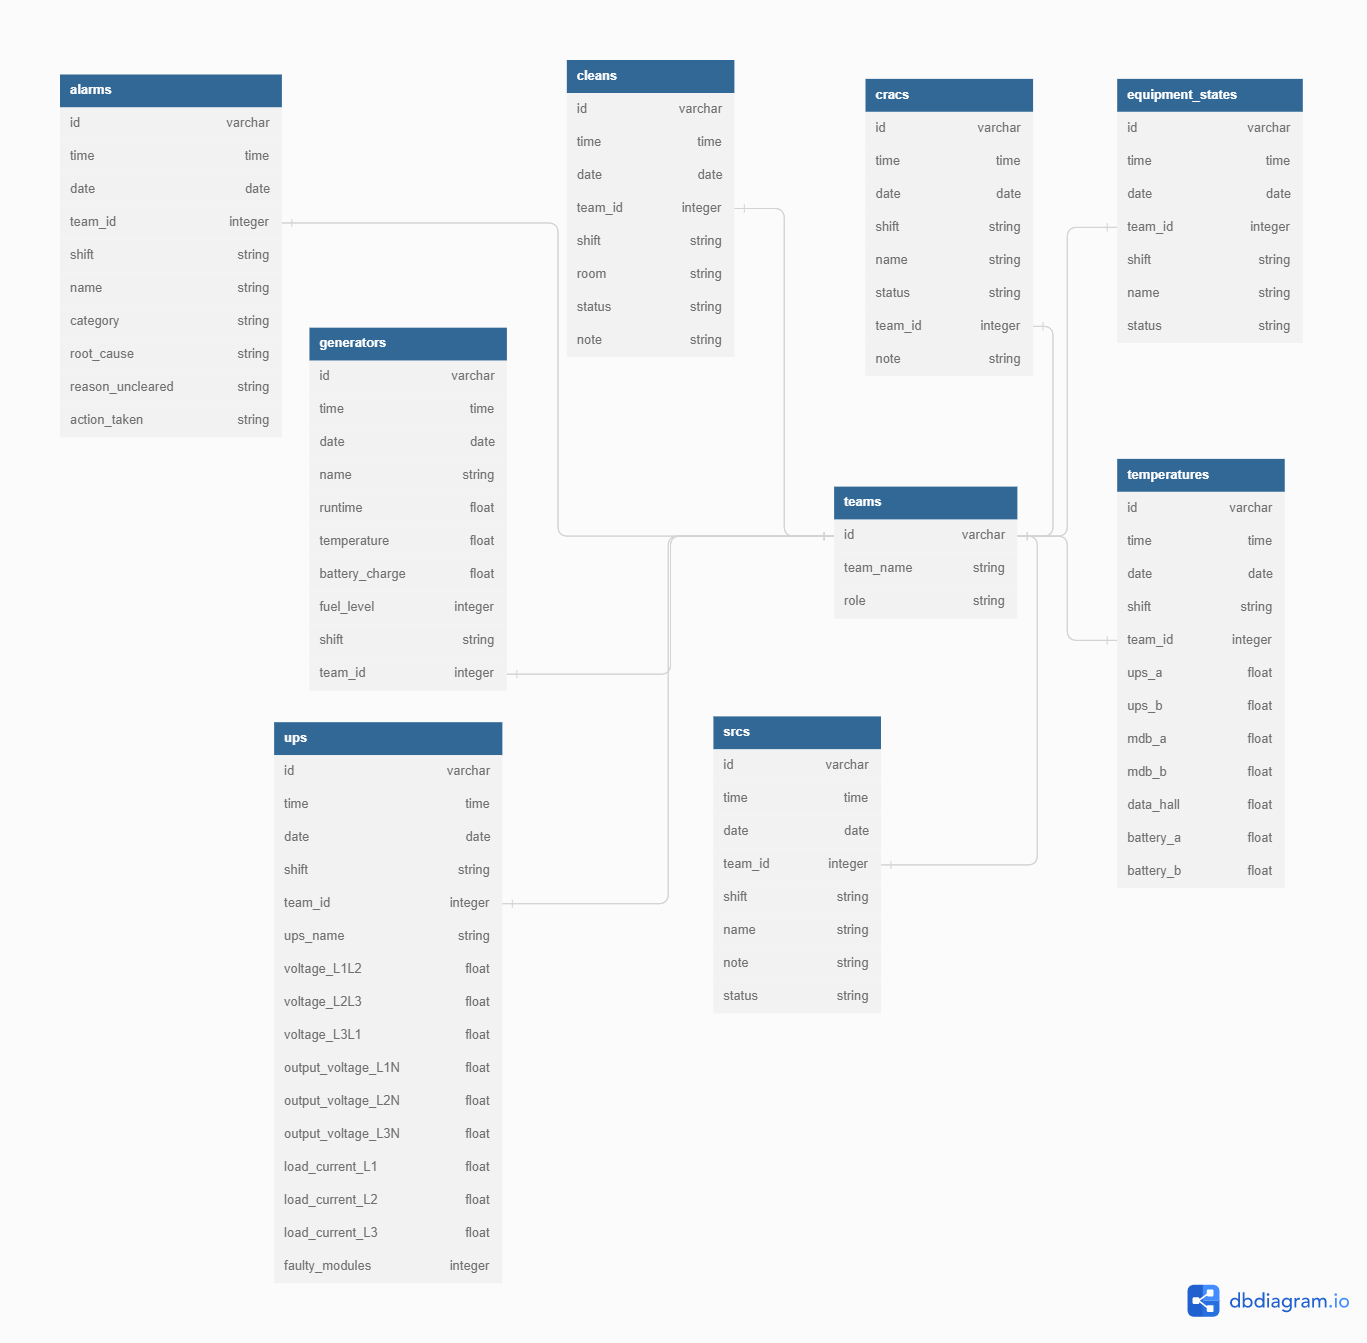 alarms
id varchar
time time
date date
team_id integer
shift string
name string
category string
root_cause string
reason_uncleared string
action_taken string
cleans
id varchar
time time
date date
team_id integer
shift string
room string
status string
note string
cracs
id varchar
time time
date date
shift string
name string
status string
team_id integer
note string
equipment_states
id varchar
time time
date date
team_id integer
shift string
name string
status string
generators
id varchar
time time
date date
name string
runtime float
temperature float
battery_charge float
fuel_level integer
shift string
team_id integer
teams
id varchar
team_name string
role string
temperatures
id varchar
time time
date date
shift string
team_id integer
ups_a float
ups_b float
mdb_a float
mdb_b float
data_hall float
battery_a float
battery_b float
ups
id varchar
time time
date date
shift string
team_id integer
ups_name string
voltage_L1L2 float
voltage_L2L3 float
voltage_L3L1 float
output_voltage_L1N float
output_voltage_L2N float
output_voltage_L3N float
load_current_L1 float
load_current_L2 float
load_current_L3 float
faulty_modules integer
srcs
id varchar
time time
date date
team_id integer
shift string
name string
note string
status string
dbdiagram.io